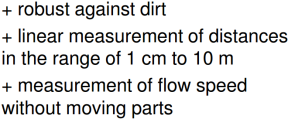 + robust against dirt
+ linear measurement of distances
in the range of 1 cm to 10 m
+ measurement of flow speed
without moving parts